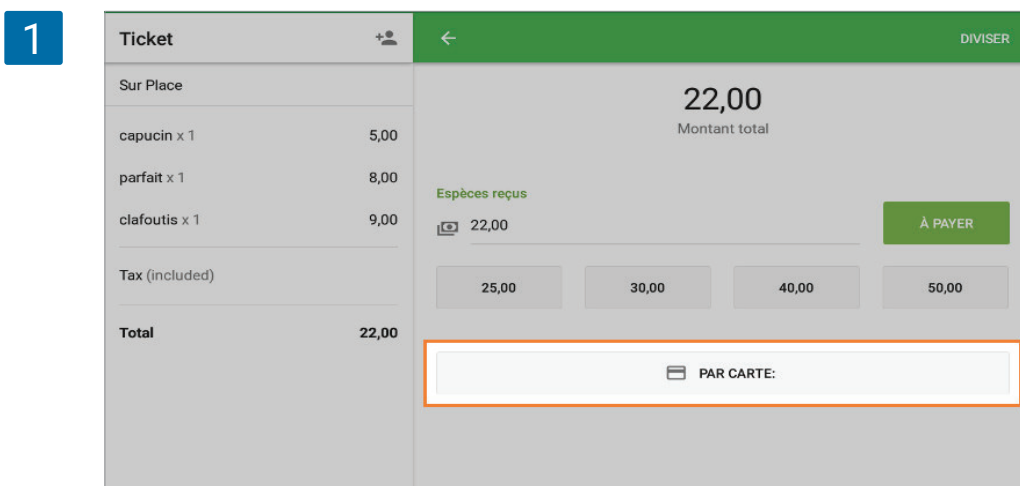 1
Ticket
DIVISER
Sur Place
22,00
Montant total
capucin x 1 5,00
parfait x 1 8,00
clafoutis x 1 9,00
Tax (included)
Total 22,00
Espèces reçus
22,00
À PAYER
25,00 30,00 40,00 50,00
PAR CARTE: